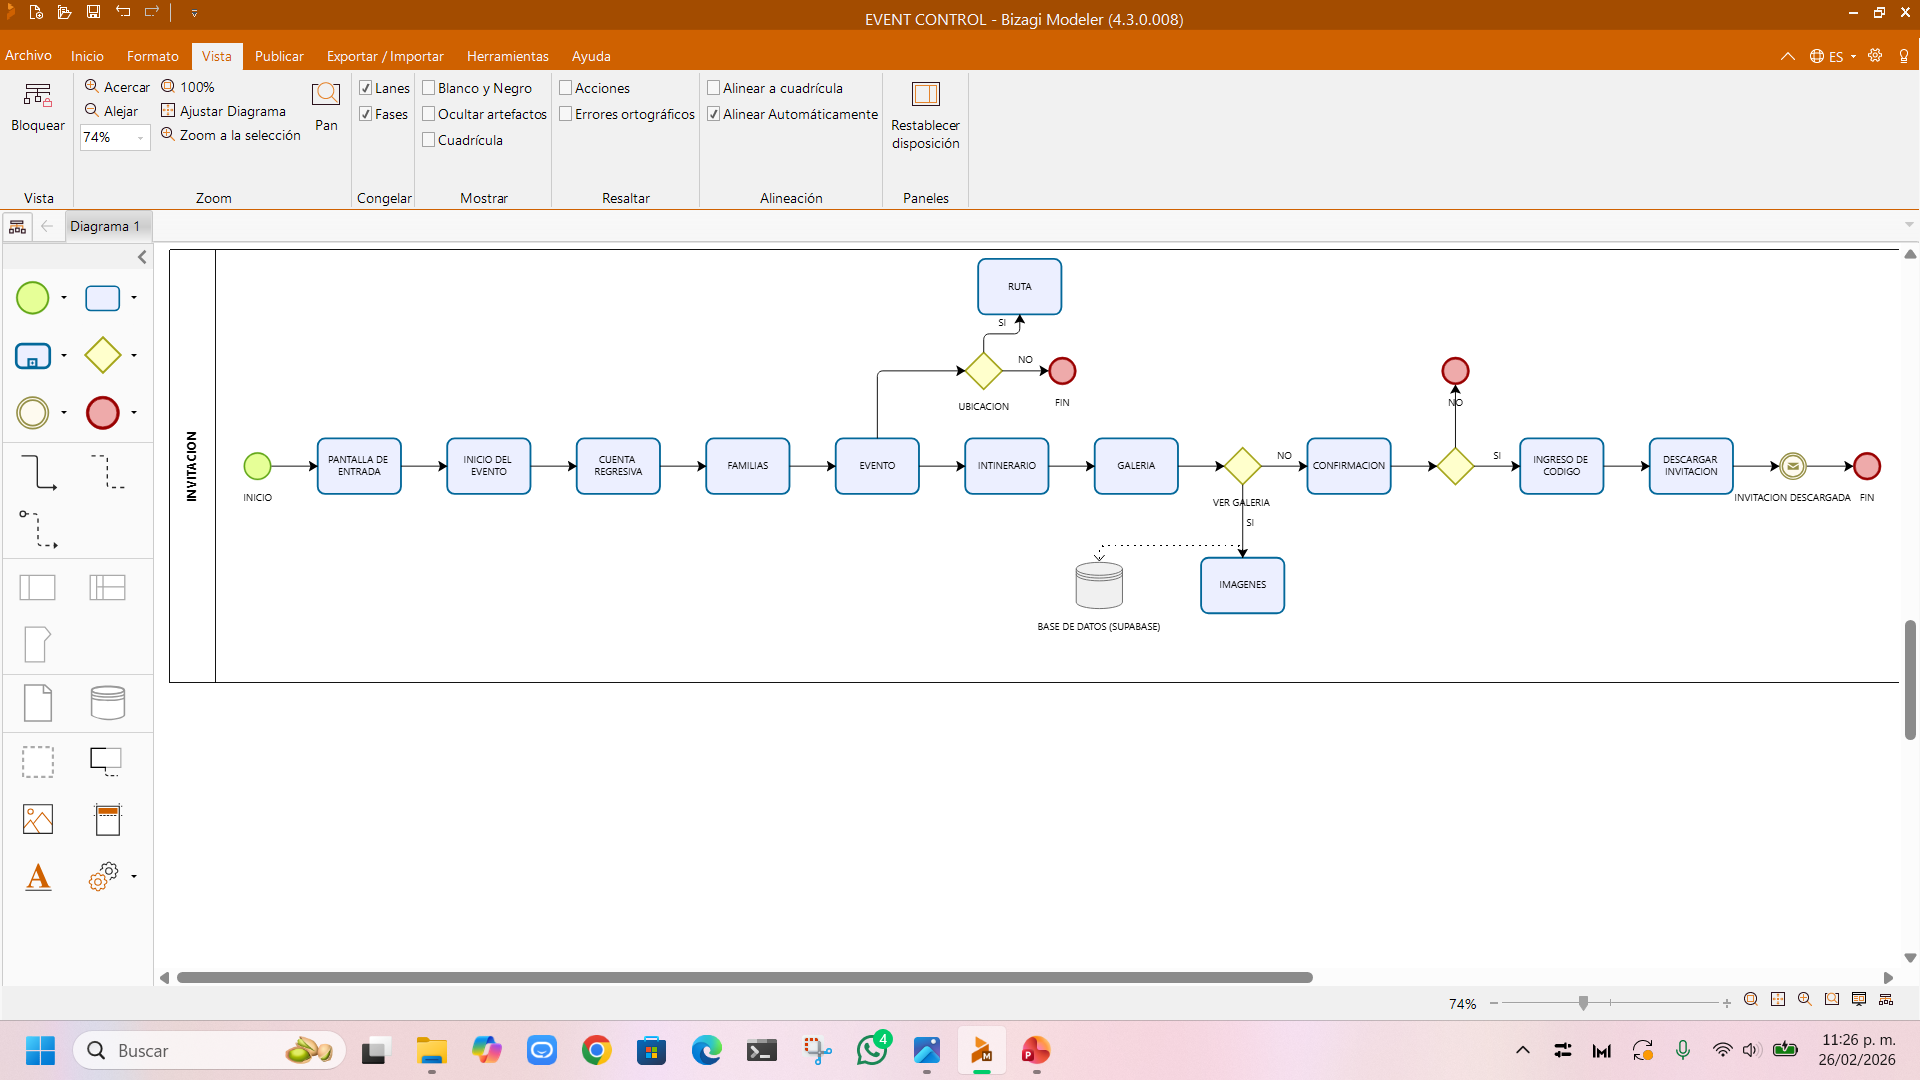 EVENT CONTROL - Bizagi Modeler (4.3.0.008)
Archivo Inicio Formato Vista Publicar Exportar / Importar Herramientas Ayuda ES
Bloquear
Vista
Acercar
Alejar
74%
100%
Ajustar Diagrama
Zoom a la selección
Pan
Zoom
Lanes
Fases
Congelar
Blanco y Negro
Ocultar artefactos
Cuadrícula
Mostrar
Acciones
Errores ortográficos
Resaltar
Alinear a cuadrícula
Alinear Automáticamente
Alineación
Restablecer
disposición
Paneles
Diagrama 1
INVITACION
RUTA
SI
NO
UBICACION
FIN
NO
INICIO
PANTALLA DE
ENTRADA
INICIO DEL
EVENTO
CUENTA
REGRESIVA
FAMILIAS
EVENTO
INTINERARIO
GALERIA
NO
VER GALERIA
SI
CONFIRMACION
SI
INGRESO DE
CODIGO
DESCARGAR
INVITACION
INVITACION DESCARGADA
FIN
IMAGENES
BASE DE DATOS (SUPABASE)
A
74%
Buscar
4
M
P
11:26 p. m.
26/02/2026